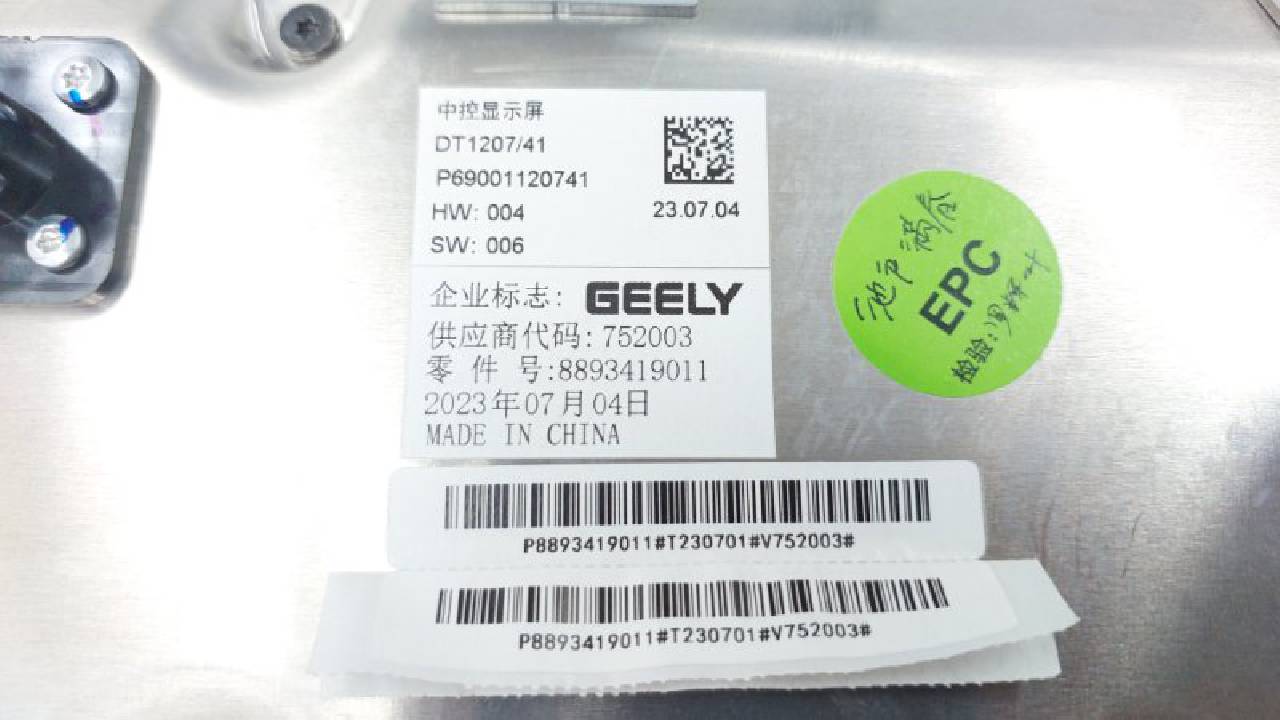 中控显示屏
DT1207/41
P69001120741
HW: 004
SW: 006
23.07.04
企业标志: GEELY
供应商代码: 752003
零 件 号:8893419011
2023年07月04日
MADE IN CHINA
EPC
检验:
P8893419011#T230701#V752003#
P8893419011#T230701#V752003#